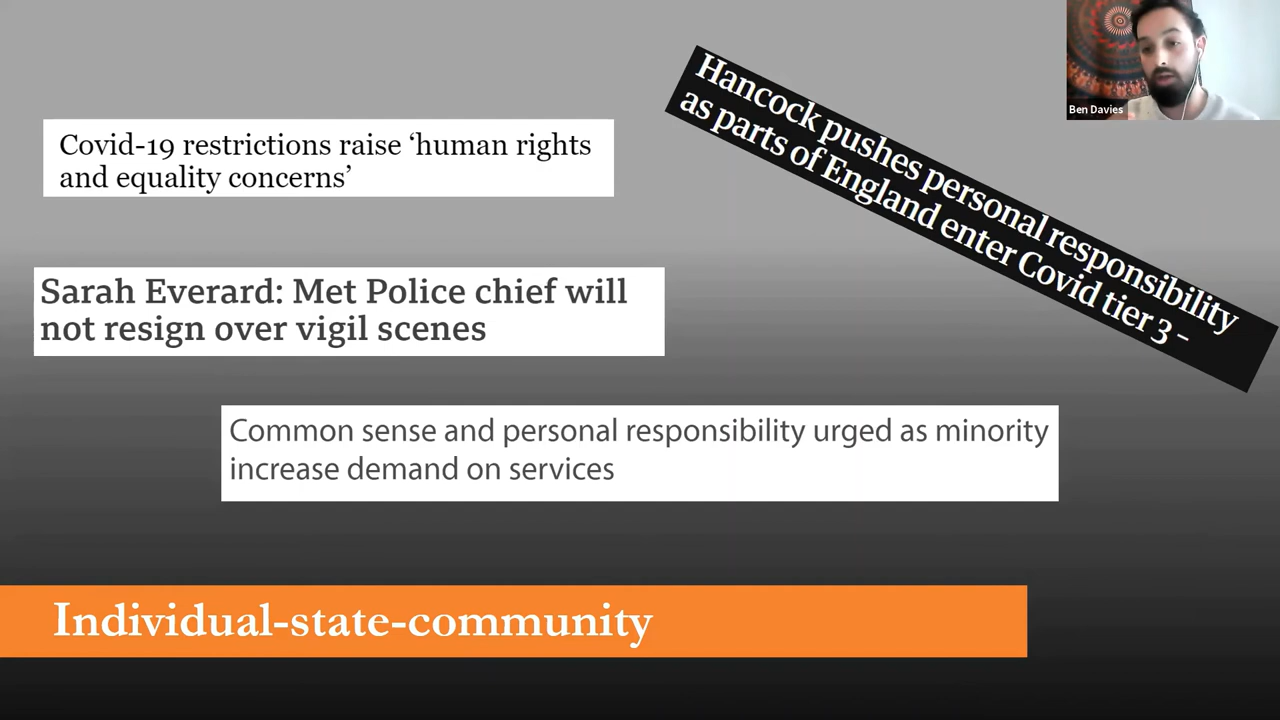 Ben Davies
Hancock pushes personal responsibility
as parts of England enter Covid tier 3 –
Covid-19 restrictions raise ‘human rights
and equality concerns’
Sarah Everard: Met Police chief will
not resign over vigil scenes
Common sense and personal responsibility urged as minority
increase demand on services
Individual-state-community